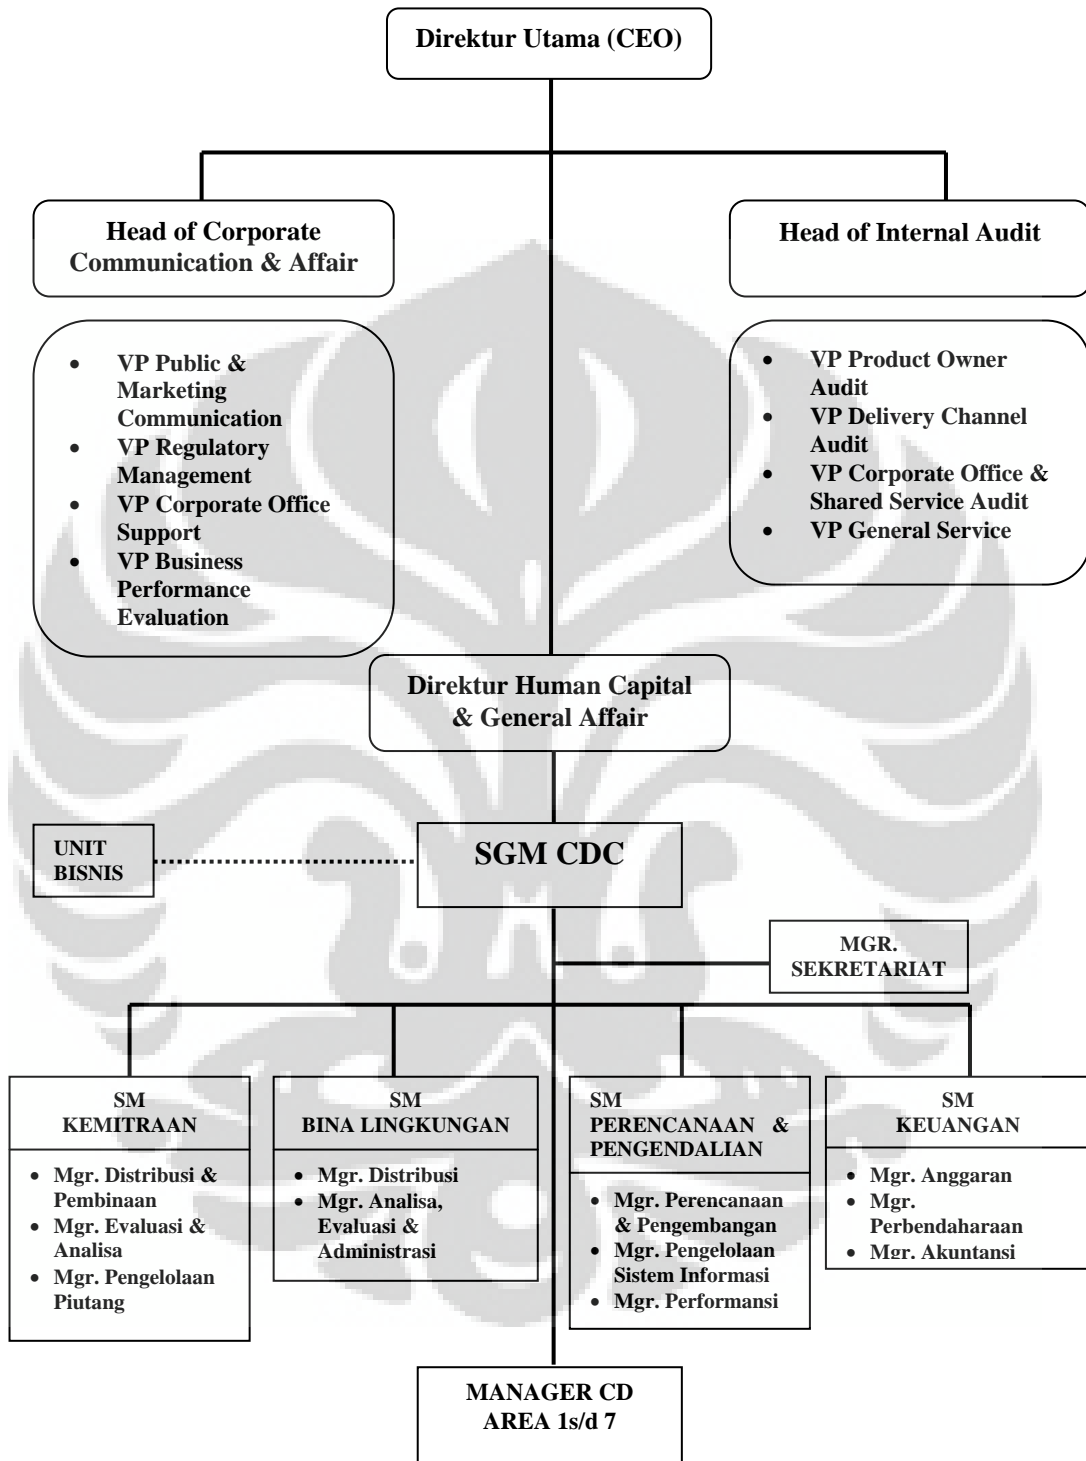 Direktur Utama (CEO)
Head of Corporate
Communication & Affair
Head of Internal Audit
• VP Public &
Marketing
Communication
• VP Regulatory
Management
• VP Corporate Office
Support
• VP Business
Performance
Evaluation
• VP Product Owner
Audit
• VP Delivery Channel
Audit
• VP Corporate Office &
Shared Service Audit
• VP General Service
Direktur Human Capital
& General Affair
UNIT
BISNIS
SGM CDC
MGR.
SEKRETARIAT
SM
KEMITRAAN
• Mgr. Distribusi &
Pembinaan
• Mgr. Evaluasi &
Analisa
• Mgr. Pengelolaan
Piutang
SM
BINA LINGKUNGAN
• Mgr. Distribusi
• Mgr. Analisa,
Evaluasi &
Administrasi
SM
PERENCANAAN &
PENGENDALIAN
• Mgr. Perencanaan
& Pengembangan
• Mgr. Pengelolaan
Sistem Informasi
• Mgr. Performansi
SM
KEUANGAN
• Mgr. Anggaran
• Mgr.
Perbendaharaan
• Mgr. Akuntansi
MANAGER CD
AREA 1s/d 7